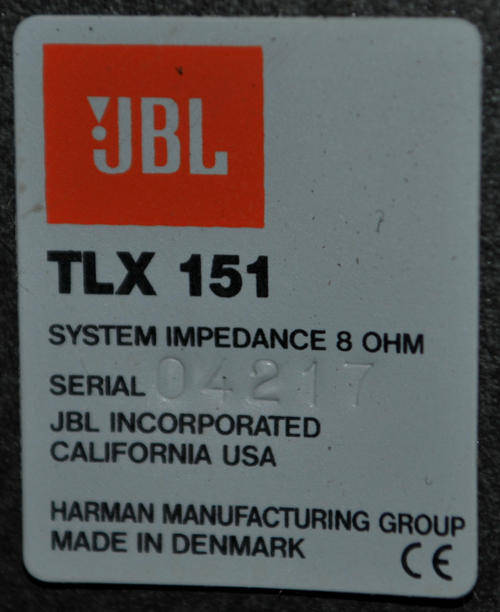 JBL
TLX 151
SYSTEM IMPEDANCE 8 OHM
SERIAL 04217
JBL INCORPORATED
CALIFORNIA USA
HARMAN MANUFACTURING GROUP
MADE IN DENMARK CE